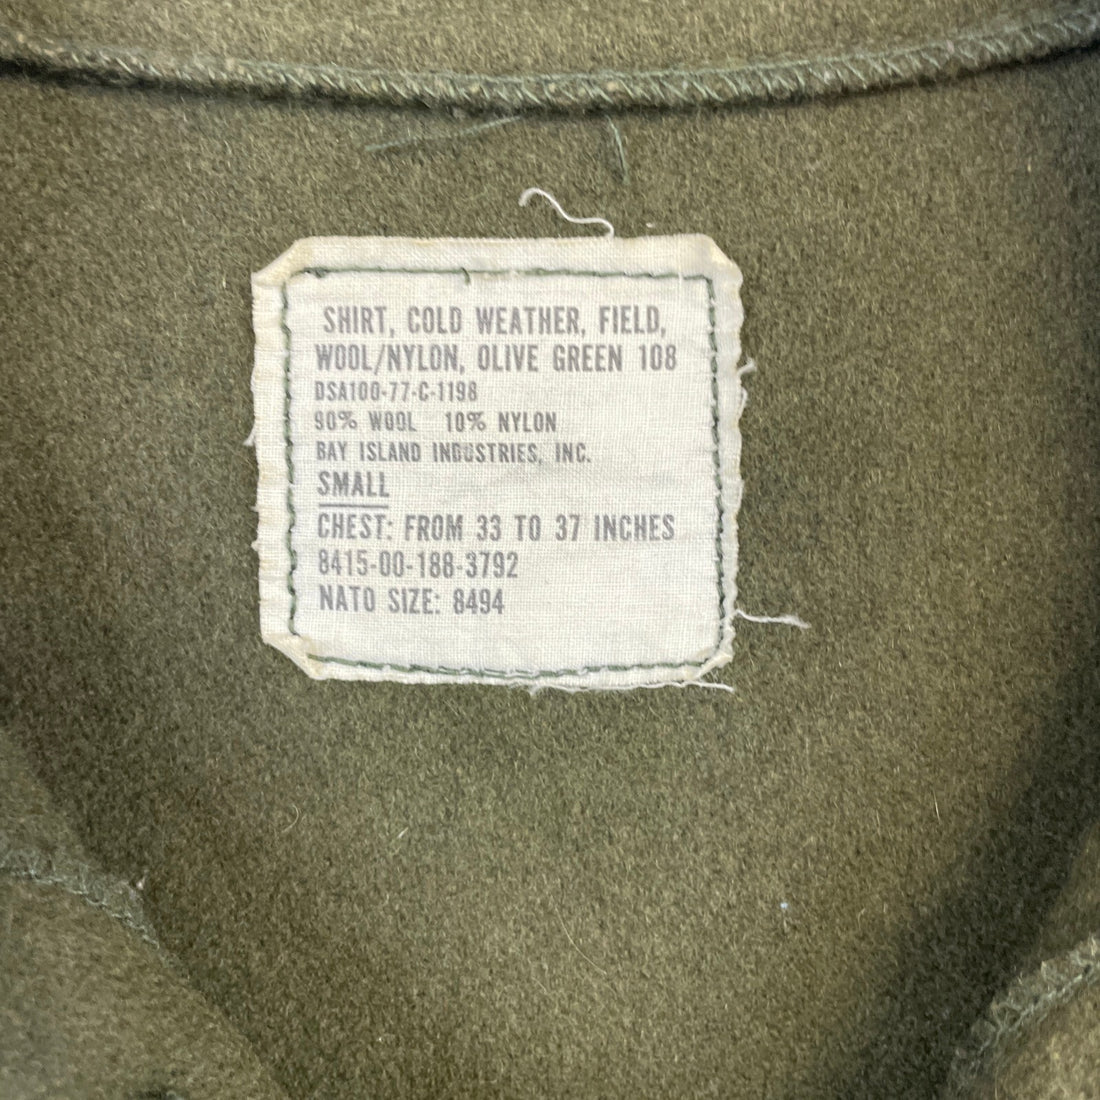 SHIRT, COLD WEATHER, FIELD,
WOOL/NYLON, OLIVE GREEN 108
DSA100-77-C-1198
90% WOOL 10% NYLON
BAY ISLAND INDUSTRIES, INC.
SMALL
CHEST: FROM 33 TO 37 INCHES
8415-00-188-3792
NATO SIZE: 8494